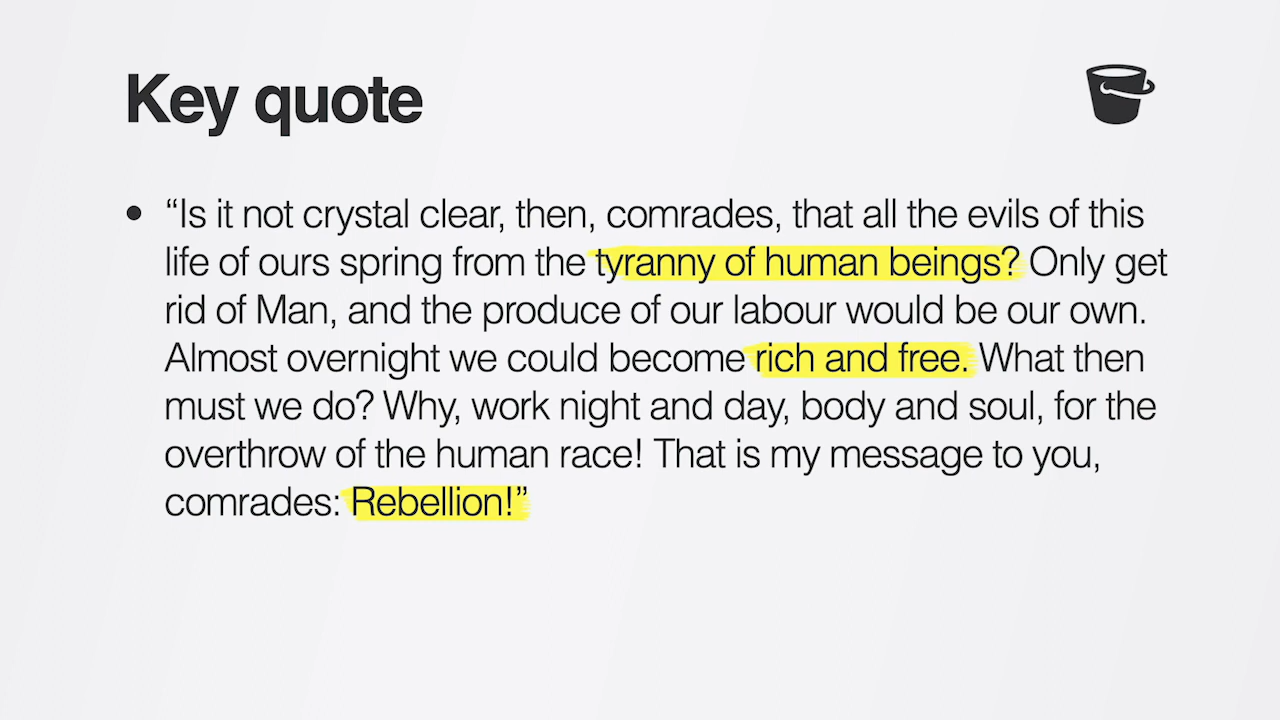 Key quote
• “Is it not crystal clear, then, comrades, that all the evils of this
life of ours spring from the tyranny of human beings? Only get
rid of Man, and the produce of our labour would be our own.
Almost overnight we could become rich and free. What then
must we do? Why, work night and day, body and soul, for the
overthrow of the human race! That is my message to you,
comrades: Rebellion!”